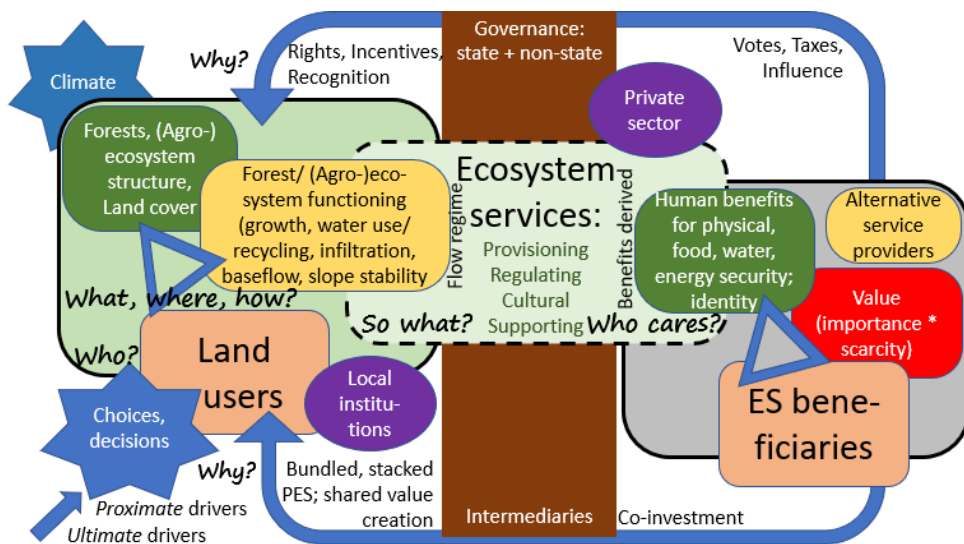 Governance:
state + non-state
Why?
Rights, Incentives,
Recognition
Votes, Taxes,
Influence
Climate
Private
sector
Forests, (Agro-)
ecosystem
structure,
Land cover
Forest/ (Agro-)eco-
system functioning
(growth, water use/
recycling, infiltration,
baseflow, slope stability
Flow regime
Ecosystem
services:
Provisioning
Regulating
Cultural
Supporting
Benefits derived
Human benefits
for physical,
food, water,
energy security;
identity
Alternative
service
providers
Value
(importance *
scarcity)
What, where, how?
So what?
Who cares?
Who?
Land
users
Local
institu-
tions
ES bene-
ficiaries
Choices,
decisions
Why?
Bundled, stacked
PES; shared value
creation
Intermediaries
Co-investment
Proximate drivers
Ultimate drivers